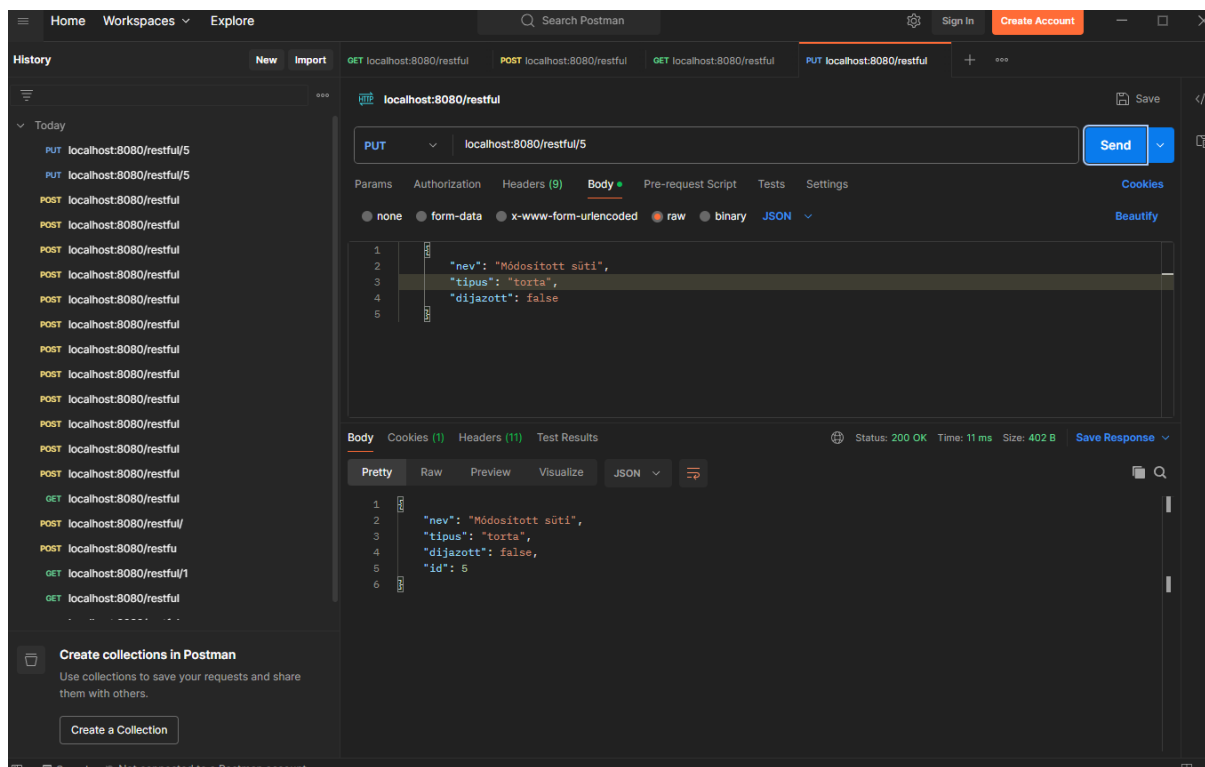 Home Workspaces Explore Search Postman Sign In Create Account
History New Import GET localhost:8080/restful POST localhost:8080/restful GET localhost:8080/restful PUT localhost:8080/restful
HTTP localhost:8080/restful Save
Today
PUT localhost:8080/restful/5
PUT localhost:8080/restful/5
POST localhost:8080/restful
POST localhost:8080/restful
POST localhost:8080/restful
POST localhost:8080/restful
POST localhost:8080/restful
POST localhost:8080/restful
POST localhost:8080/restful
POST localhost:8080/restful
POST localhost:8080/restful
POST localhost:8080/restful
POST localhost:8080/restful
POST localhost:8080/restful
GET localhost:8080/restful
POST localhost:8080/restful/
POST localhost:8080/restfu
GET localhost:8080/restful/1
GET localhost:8080/restful
Create collections in Postman
Use collections to save your requests and share
them with others.
Create a Collection
PUT localhost:8080/restful/5 Send
Params Authorization Headers (9) Body Pre-request Script Tests Settings Cookies
none form-data x-www-form-urlencoded raw binary JSON Beautify
1 {
2 "nev": "Módosított süti",
3 "tipus": "torta",
4 "dijazott": false
5 }
Body Cookies (1) Headers (11) Test Results Status: 200 OK Time: 11 ms Size: 402 B Save Response
Pretty Raw Preview Visualize JSON
1 {
2 "nev": "Módosított süti",
3 "tipus": "torta",
4 "dijazott": false,
5 "id": 5
6 }